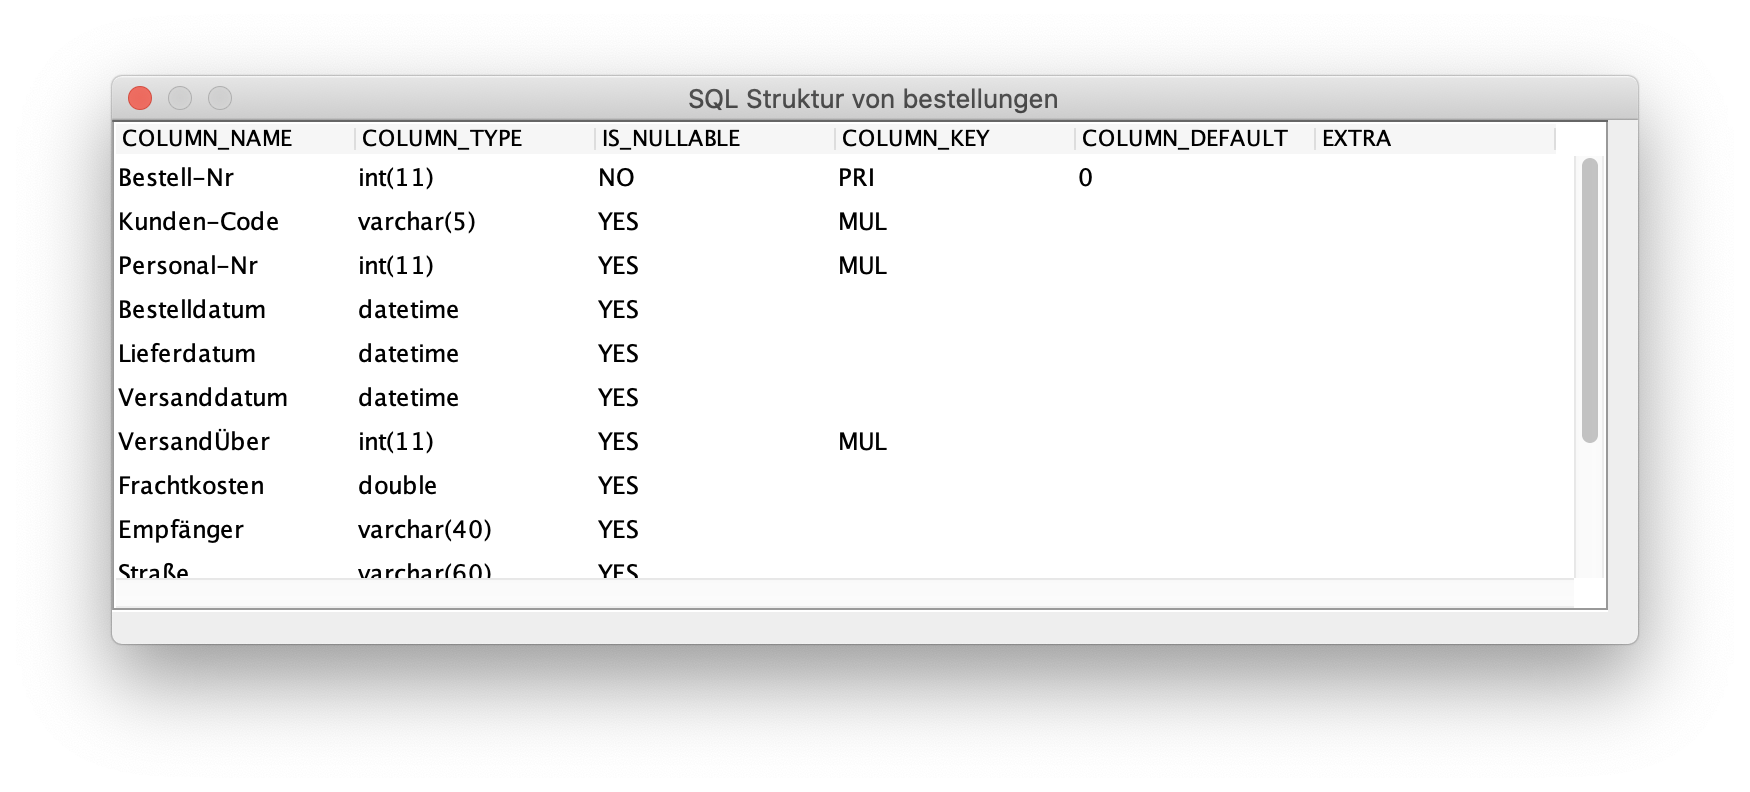 SQL Struktur von bestellungen
COLUMN_NAME COLUMN_TYPE IS_NULLABLE COLUMN_KEY COLUMN_DEFAULT EXTRA
Bestell-Nr int(11) NO PRI 0
Kunden-Code varchar(5) YES MUL
Personal-Nr int(11) YES MUL
Bestelldatum datetime YES
Lieferdatum datetime YES
Versanddatum datetime YES
VersandÜber int(11) YES MUL
Frachtkosten double YES
Empfänger varchar(40) YES
Straße varchar(60) YES